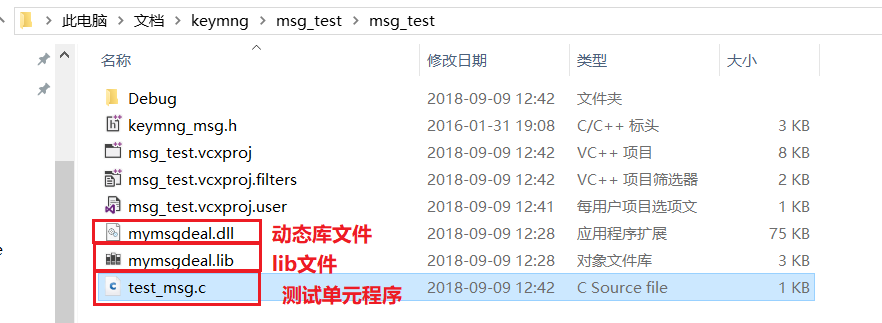 此电脑 > 文档 > keymng > msg_test > msg_test
名称 修改日期 类型 大小
Debug 2018-09-09 12:42 文件夹
keymng_msg.h 2016-01-31 19:08 C/C++ 标头 3 KB
msg_test.vcxproj 2018-09-09 12:42 VC++ 项目 8 KB
msg_test.vcxproj.filters 2018-09-09 12:42 VC++ 项目筛选器 2 KB
msg_test.vcxproj.user 2018-09-09 12:41 每用户项目选项文 1 KB
mymsgdeal.dll 动态库文件 2018-09-09 12:28 应用程序扩展 75 KB
mymsgdeal.lib lib文件 2018-09-09 12:28 对象文件库 3 KB
test_msg.c 测试单元程序 2018-09-09 12:42 C Source file 1 KB